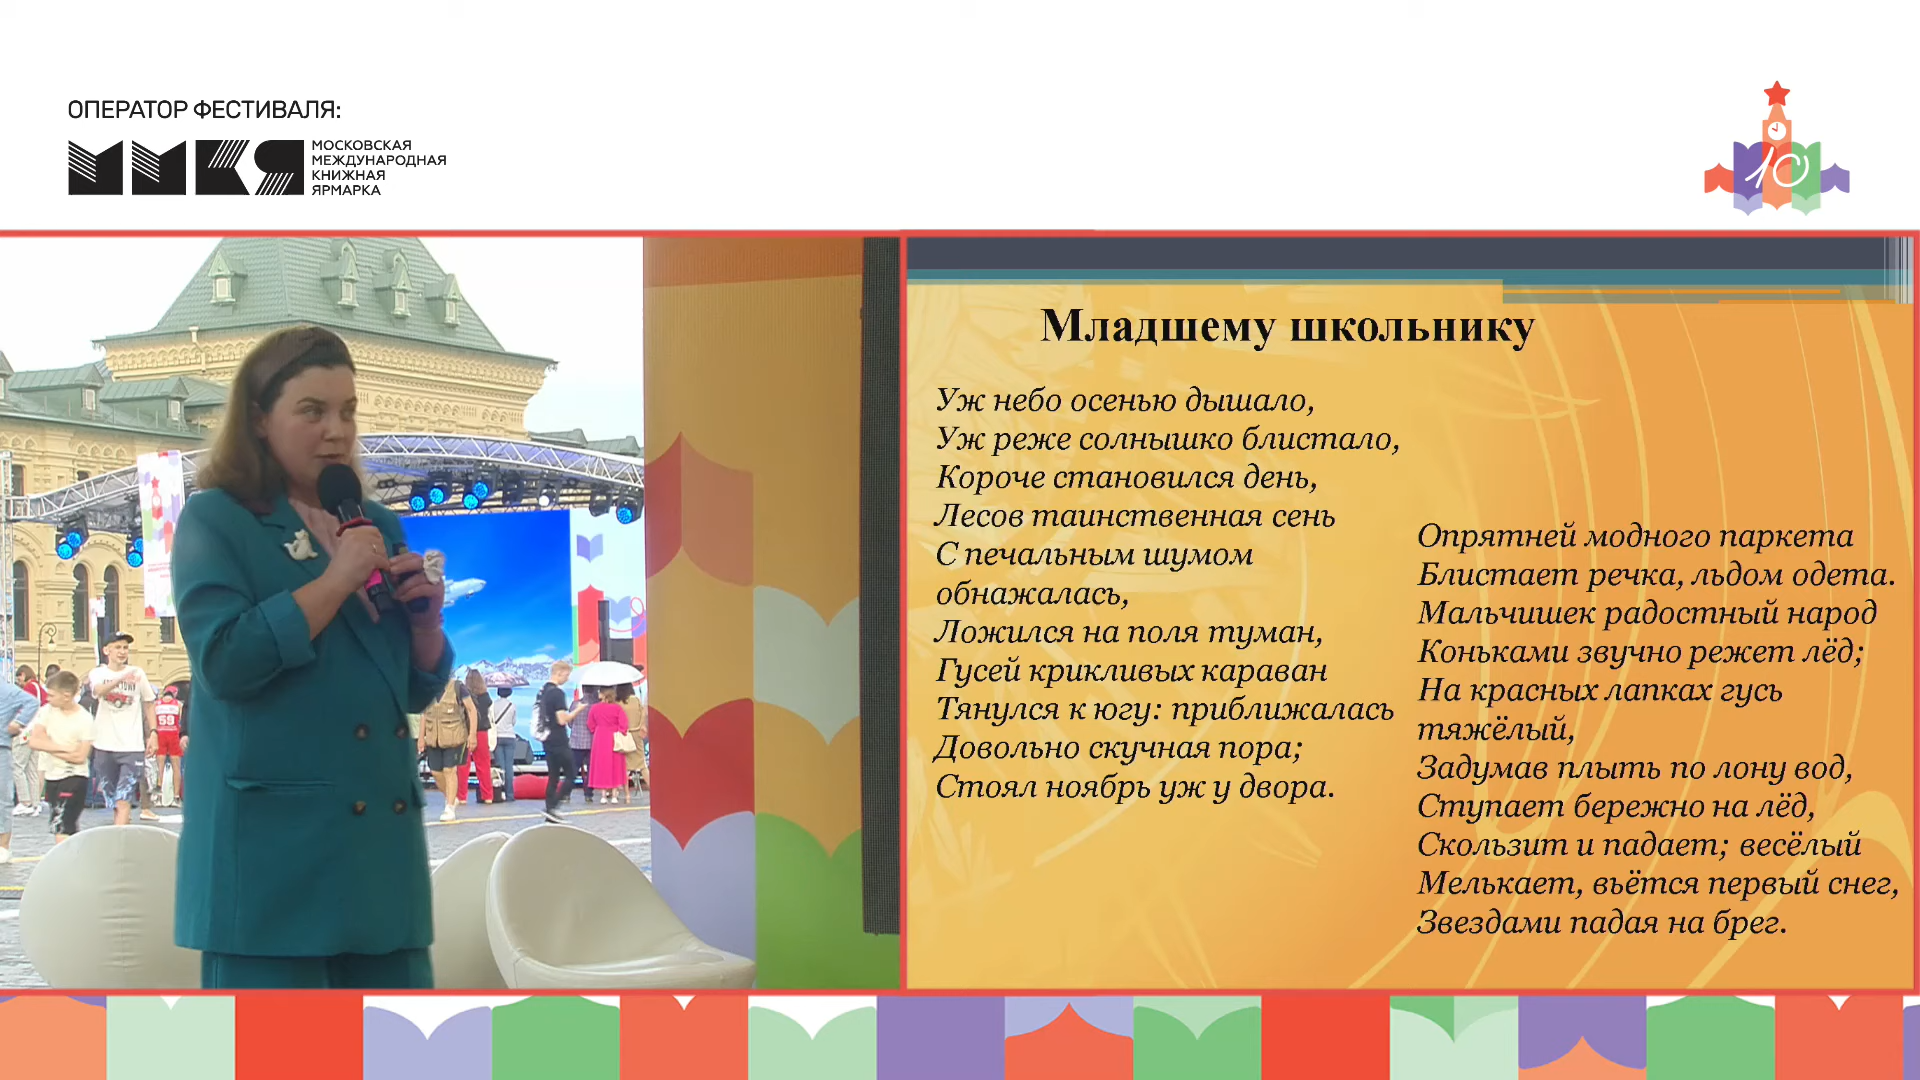 ОПЕРАТОР ФЕСТИВАЛЯ:
ММКЯ
МОСКОВСКАЯ
МЕЖДУНАРОДНАЯ
КНИЖНАЯ
ЯРМАРКА
10
Младшему школьнику
Уж небо осенью дышало,
Уж реже солнышко блистало,
Короче становился день,
Лесов таинственная сень
С печальным шумом
обнажалась,
Ложился на поля туман,
Гусей крикливых караван
Тянулся к югу: приближалась
Довольно скучная пора;
Стоял ноябрь уж у двора.
Опрятней модного паркета
Блистает речка, льдом одета.
Мальчишек радостный народ
Коньками звучно режет лёд;
На красных лапках гусь
тяжёлый,
Задумав плыть по лону вод,
Ступает бережно на лёд,
Скользит и падает; весёлый
Мелькает, вьётся первый снег,
Звездами падая на брег.
59